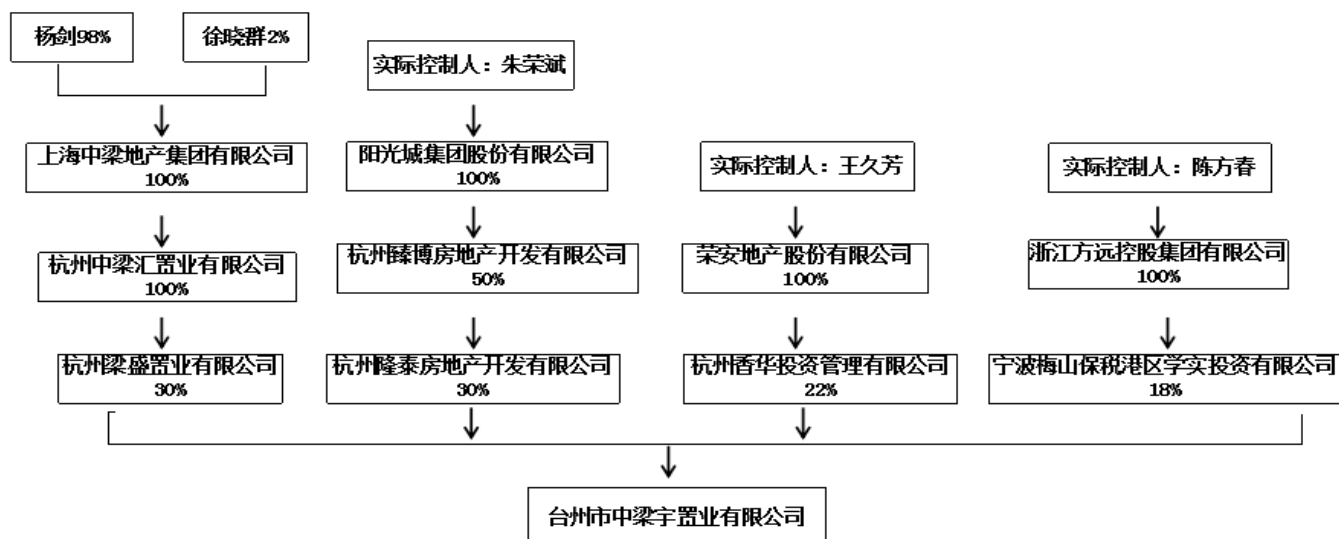 杨剑98%
徐晓群2%
实际控制人：朱荣斌
上海中梁地产集团有限公司
100%
阳光城集团股份有限公司
100%
实际控制人：王久芳
实际控制人：陈方春
杭州中梁汇置业有限公司
100%
杭州臻博房地产开发有限公司
50%
荣安地产股份有限公司
100%
浙江方远控股集团有限公司
100%
杭州梁盛置业有限公司
30%
杭州隆泰房地产开发有限公司
30%
杭州香华投资管理有限公司
22%
宁波梅山保税港区学实投资有限公司
18%
台州市中梁宇置业有限公司